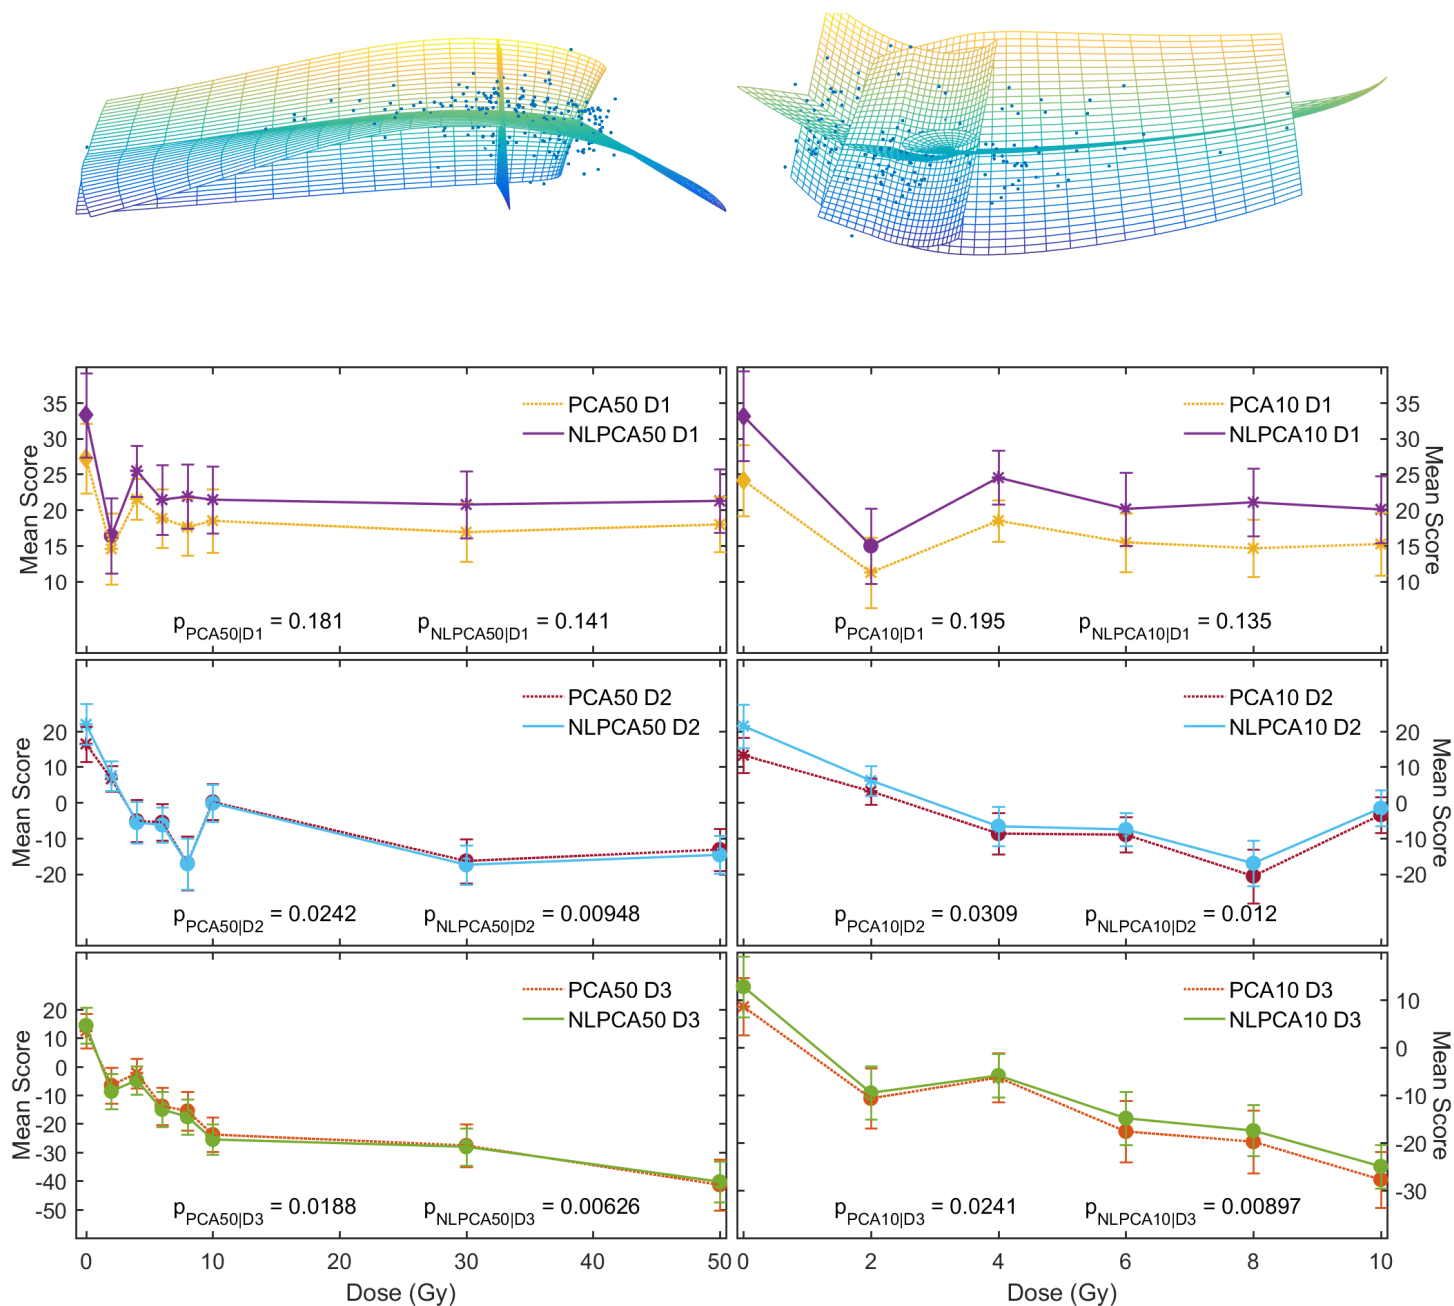 PCA50 D1
NLPCA50 D1
35
30
25
20
15
10
Mean Score
pPCA50|D1 = 0.181 pNLPCA50|D1 = 0.141
PCA10 D1
NLPCA10 D1
35
30
25
20
15
10
Mean Score
pPCA10|D1 = 0.195 pNLPCA10|D1 = 0.135
PCA50 D2
NLPCA50 D2
20
10
0
-10
-20
Mean Score
pPCA50|D2 = 0.0242 pNLPCA50|D2 = 0.00948
PCA10 D2
NLPCA10 D2
20
10
0
-10
-20
Mean Score
pPCA10|D2 = 0.0309 pNLPCA10|D2 = 0.012
PCA50 D3
NLPCA50 D3
20
10
0
-10
-20
-30
-40
-50
Mean Score
pPCA50|D3 = 0.0188 pNLPCA50|D3 = 0.00626
0 10 20 30 40 50
Dose (Gy)
PCA10 D3
NLPCA10 D3
10
0
-10
-20
-30
Mean Score
pPCA10|D3 = 0.0241 pNLPCA10|D3 = 0.00897
0 2 4 6 8 10
Dose (Gy)